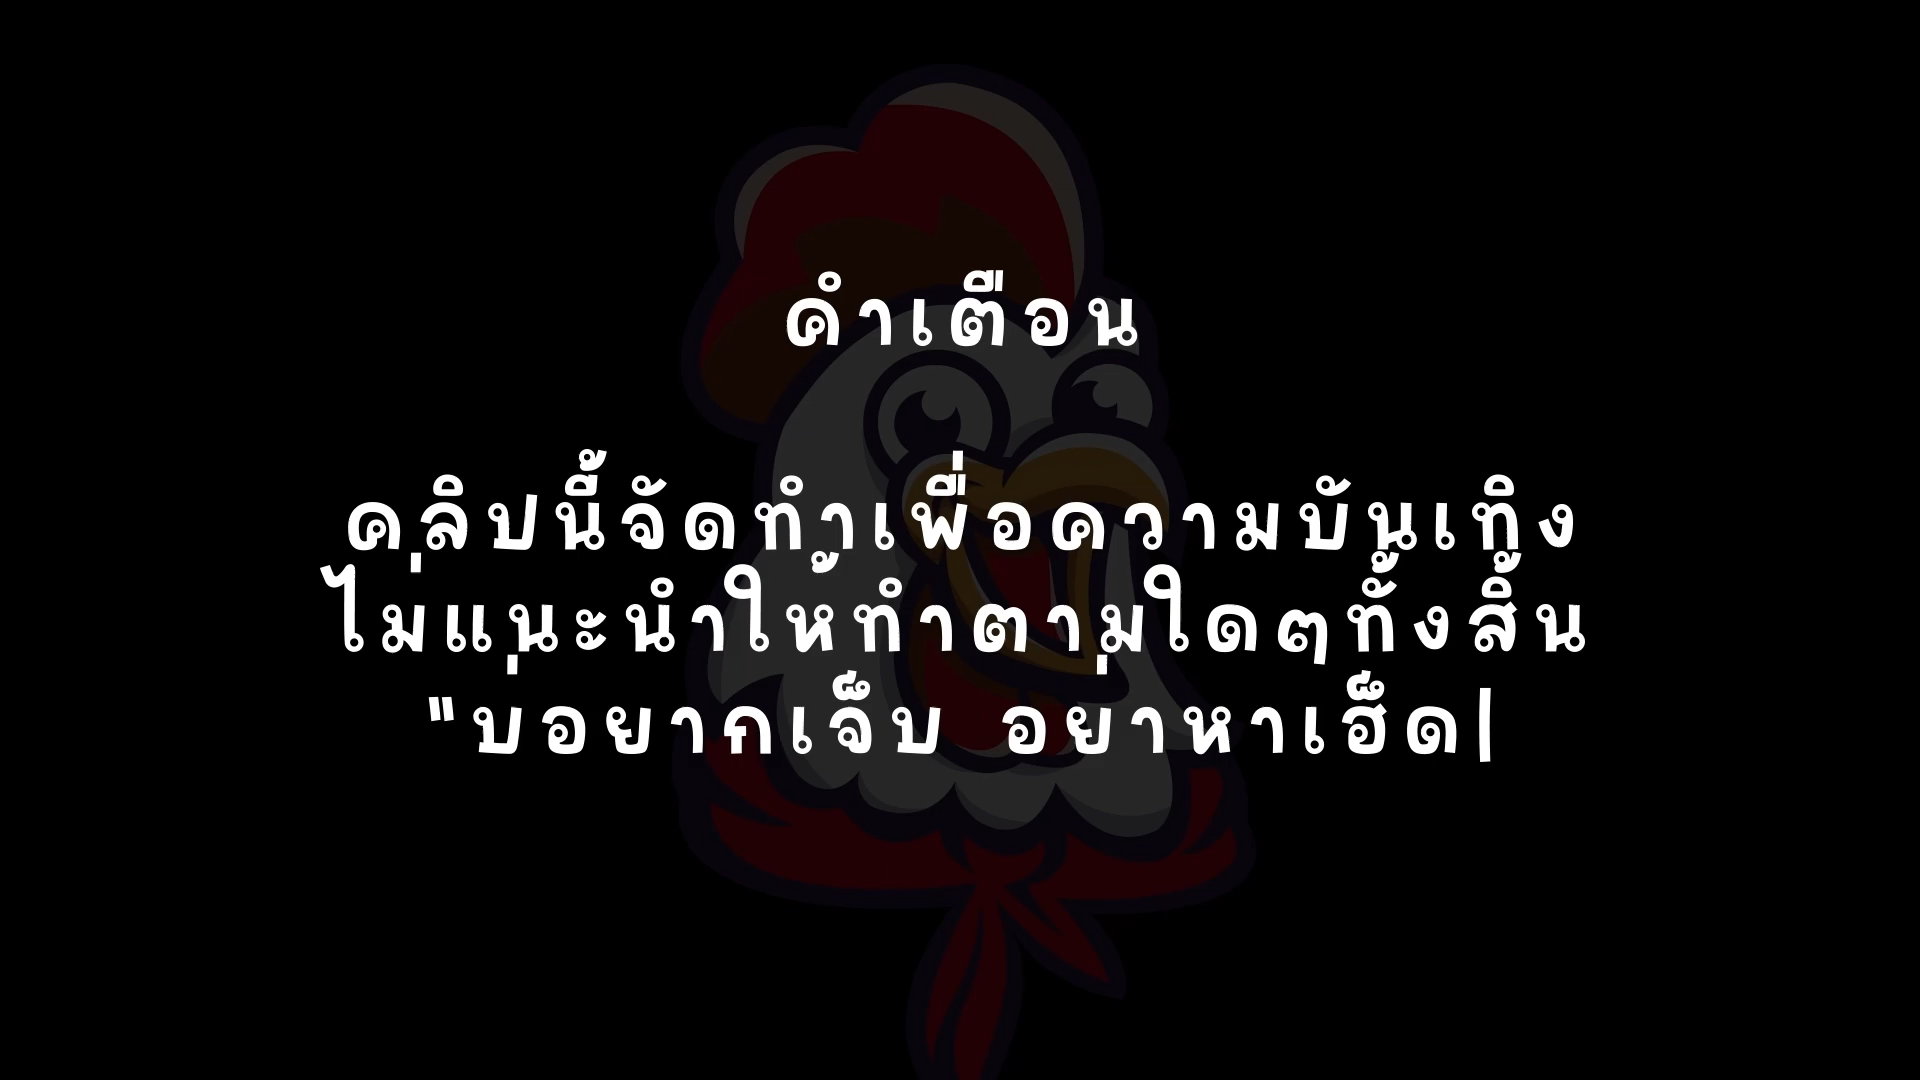 คำเตือน
คลิปนี้จัดทำเพื่อความบันเทิง
ไม่แนะนำให้ทำตามใดๆทั้งสิ้น
"บ่อยากเจ็บ อย่าหาเฮ็ด|